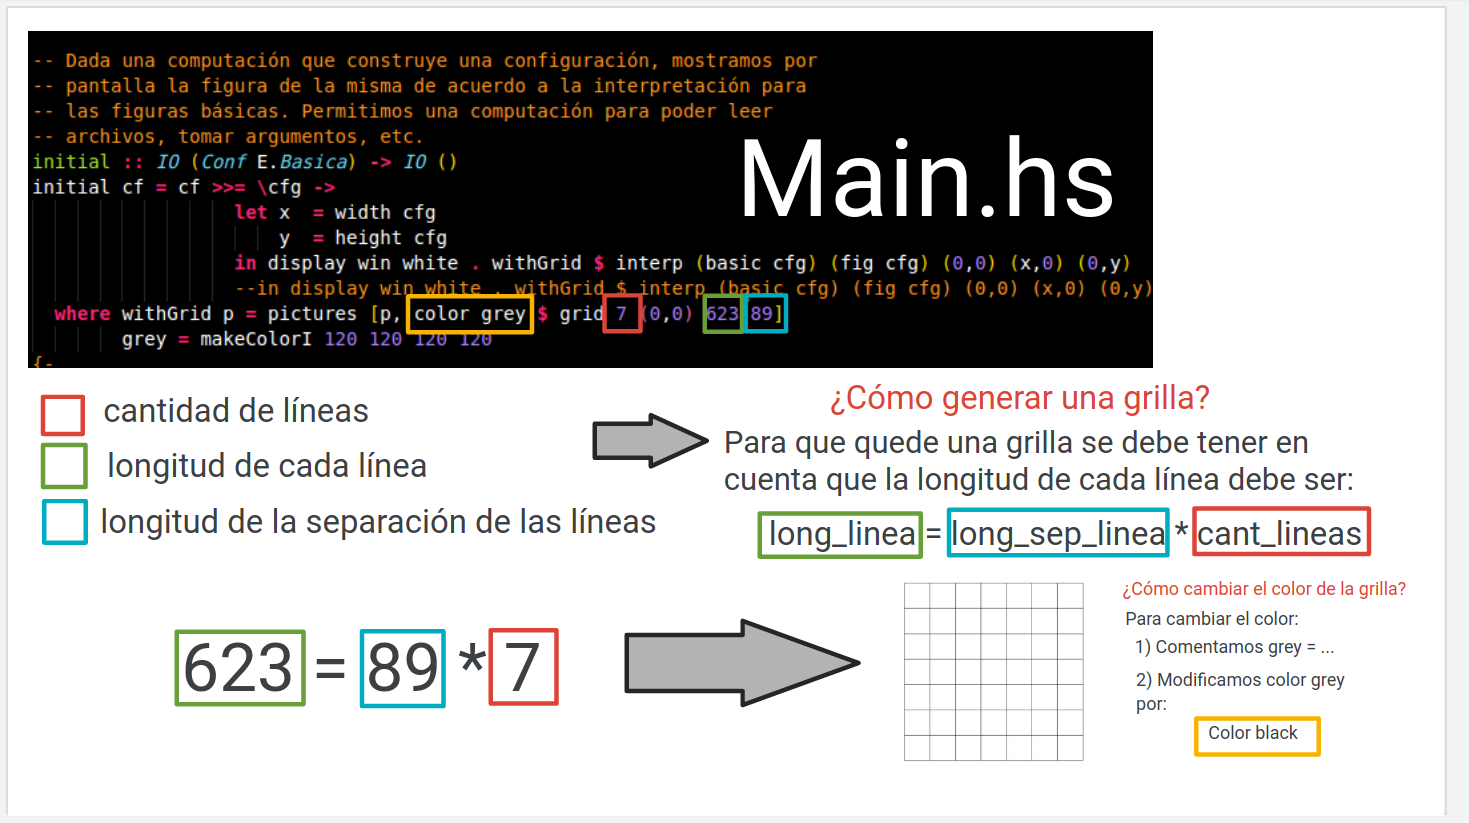 -- Dada una computación que construye una configuración, mostramos por
-- pantalla la figura de la misma de acuerdo a la interpretación para
-- las figuras básicas. Permitimos una computación para poder leer
-- archivos, tomar argumentos, etc.
initial :: IO (Conf E.Basica) -> IO ()
initial cf = cf >>= \cfg ->
let x = width cfg
y = height cfg
in display win white . withGrid $ interp (basic cfg) (fig cfg) (0,0) (x,0) (0,y)
--in display win white . withGrid $ interp (basic cfg) (fig cfg) (0,0) (x,0) (0,y)
where withGrid p = pictures [p, color grey $ grid 7 (0,0) 623 89]
grey = makeColorI 120 120 120 120
{-
Main.hs
cantidad de líneas
longitud de cada línea
longitud de la separación de las líneas
¿Cómo generar una grilla?
Para que quede una grilla se debe tener en
cuenta que la longitud de cada línea debe ser:
long_linea = long_sep_linea * cant_lineas
623 = 89 * 7
¿Cómo cambiar el color de la grilla?
Para cambiar el color:
1) Comentamos grey = ...
2) Modificamos color grey
por:
Color black